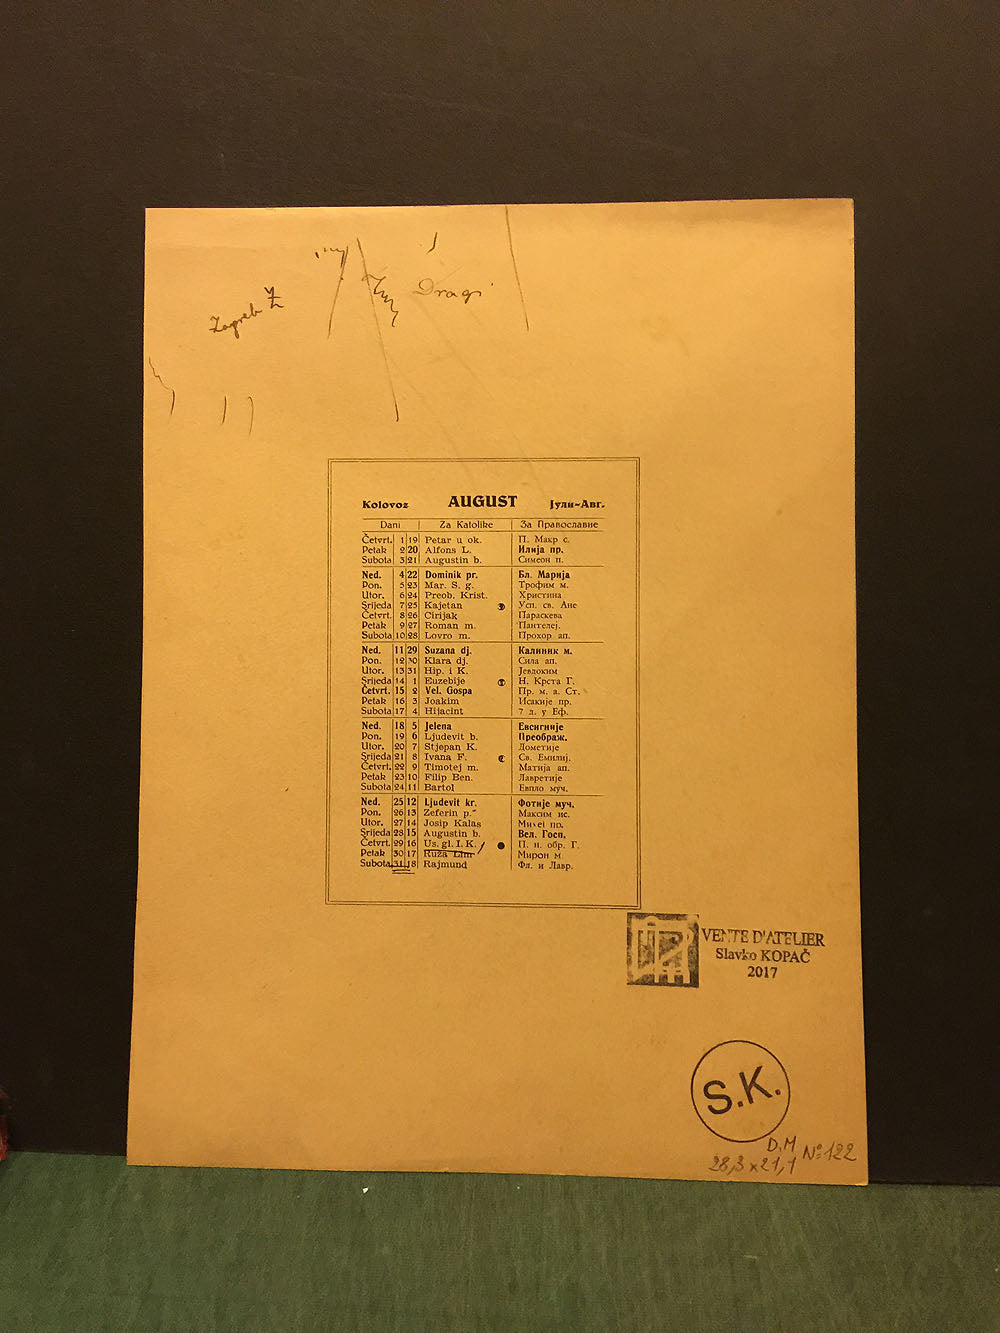 Zagreb Ž
Dragi
Kolovoz AUGUST Јули-Авг.
Dani Za Katolike За Православне
Četvrt. 1 19 Petar u ok. П. Макр с.
Petak 2 20 Alfons L. Илија пр.
Subota 3 21 Augustin b. Симеон п.
Ned. 4 22 Dominik pr. Бл. Марија
Pon. 5 23 Mar. S. g. Трофим м.
Utor. 6 24 Preob. Krist. Христина
Srijeda 7 25 Kajetan Усп. св. Ане
Četvrt. 8 26 Cirijak Параскева
Petak 9 27 Roman m. Пантелеј.
Subota 10 28 Lovro m. Прохор ап.
Ned. 11 29 Suzana dj. Калиник м.
Pon. 12 30 Klara dj. Сила ап.
Utor. 13 31 Hip. i K. Јевдоким
Srijeda 14 1 Euzebije Н. Крста Г.
Četvrt. 15 2 Vel. Gospa Пр. м. а. Ст.
Petak 16 3 Joakim Исакије пр.
Subota 17 4 Hijacint 7 д. у Еф.
Ned. 18 5 Jelena Евсигније
Pon. 19 6 Ljudevit b. Преображ.
Utor. 20 7 Stjepan K. Дометије
Srijeda 21 8 Ivana F. Св. Емилиј.
Četvrt. 22 9 Timotej m. Матија ап.
Petak 23 10 Filip Ben. Лавретије
Subota 24 11 Bartol Евпло муч.
Ned. 25 12 Ljudevit kr. Фотије муч.
Pon. 26 13 Zeferin p. Максим ис.
Utor. 27 14 Josip Kalas Михеј пр.
Srijeda 28 15 Augustin b. Вел. Госп.
Četvrt. 29 16 Us. gl. I. K. П. н. обр. Г.
Petak 30 17 Ruža Lim Мирон м.
Subota 31 18 Rajmund Фл. и Лавр.
VENTE D'ATELIER
Slavko KOPAČ
2017
S.K.
D.M Nº 122
28,3 x 21,1